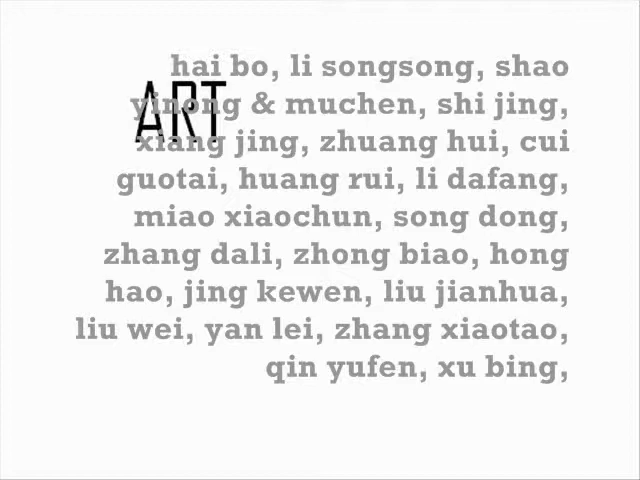 hai bo, li songsong, shao
yinong & muchen, shi jing,
ART
xiang jing, zhuang hui, cui
guotai, huang rui, li dafang,
miao xiaochun, song dong,
zhang dali, zhong biao, hong
hao, jing kewen, liu jianhua,
liu wei, yan lei, zhang xiaotao,
qin yufen, xu bing,